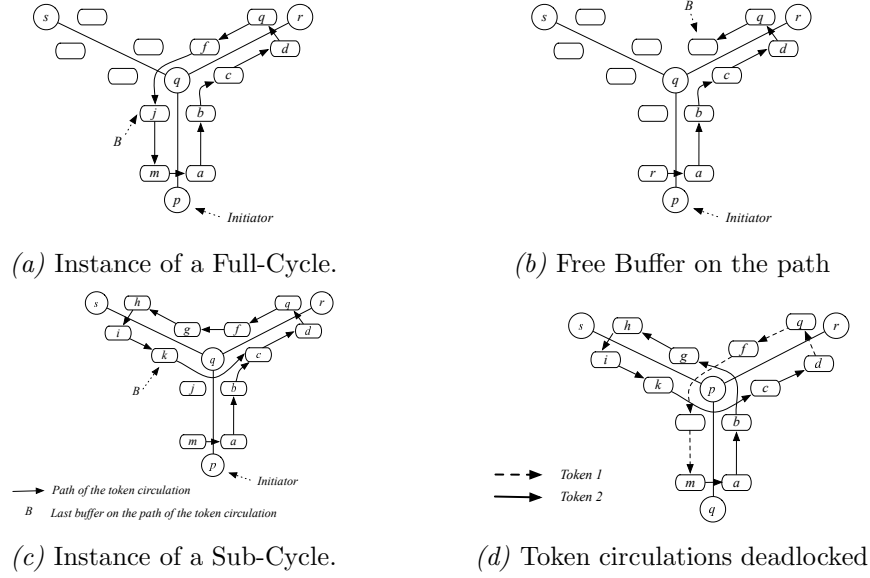 s q r
f d
q c
j b
B
m a
p
Initiator
(a) Instance of a Full-Cycle.
B
s q r
d
q c
b
r a
p
Initiator
(b) Free Buffer on the path
s h q r
g f
i d
k q c
B j b
m a
p
Initiator
Path of the token circulation
B Last buffer on the path of the token circulation
(c) Instance of a Sub-Cycle.
s h q r
g f
i d
k p c
b
m a
Token 1
Token 2
q
(d) Token circulations deadlocked